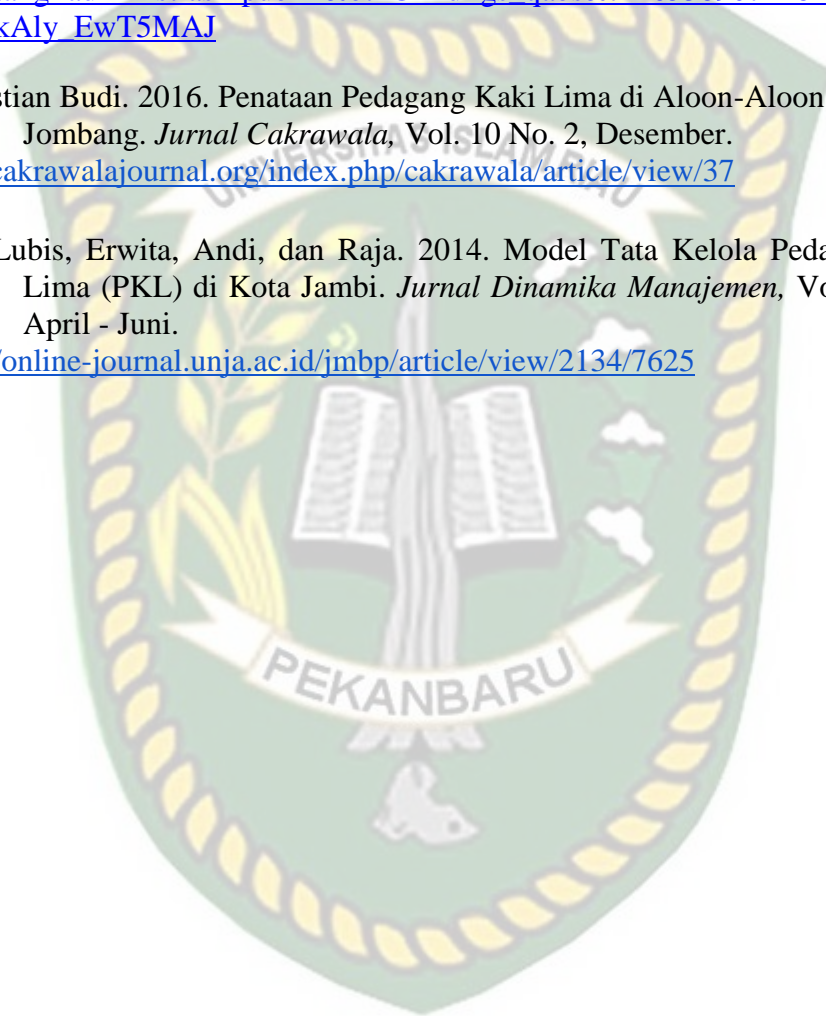 kAly_EwT5MAJ
stian Budi. 2016. Penataan Pedagang Kaki Lima di Aloon-Aloon
Jombang. Jurnal Cakrawala, Vol. 10 No. 2, Desember.
cakrawalajournal.org/index.php/cakrawala/article/view/37
UNIVERSITAS ISLAM RIAU
Lubis, Erwita, Andi, dan Raja. 2014. Model Tata Kelola Peda
Lima (PKL) di Kota Jambi. Jurnal Dinamika Manajemen, Vo
April - Juni.
/online-journal.unja.ac.id/jmbp/article/view/2134/7625
PEKANBARU